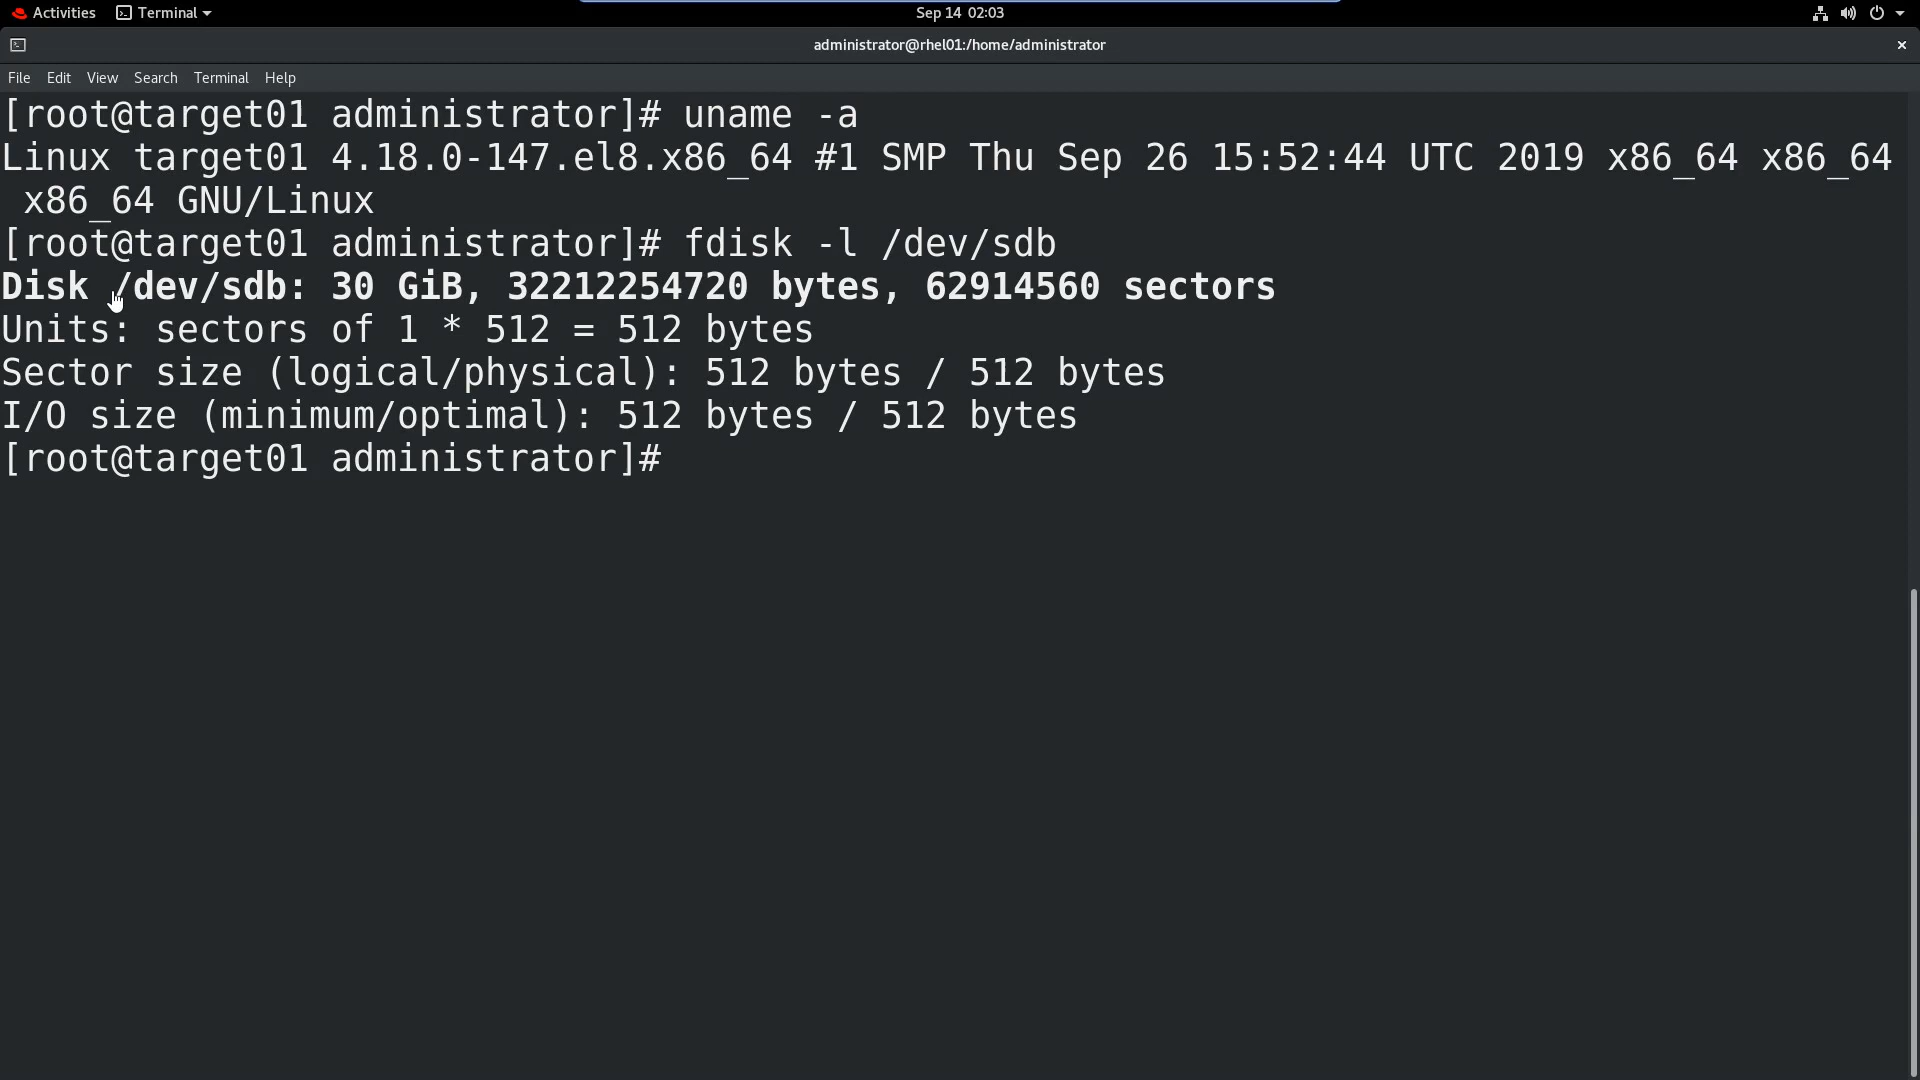 Activities Terminal Sep 14 02:03
administrator@rhel01:/home/administrator ×
File Edit View Search Terminal Help
[root@target01 administrator]# uname -a
Linux target01 4.18.0-147.el8.x86_64 #1 SMP Thu Sep 26 15:52:44 UTC 2019 x86_64 x86_64
 x86_64 GNU/Linux
[root@target01 administrator]# fdisk -l /dev/sdb
Disk /dev/sdb: 30 GiB, 32212254720 bytes, 62914560 sectors
Units: sectors of 1 * 512 = 512 bytes
Sector size (logical/physical): 512 bytes / 512 bytes
I/O size (minimum/optimal): 512 bytes / 512 bytes
[root@target01 administrator]#